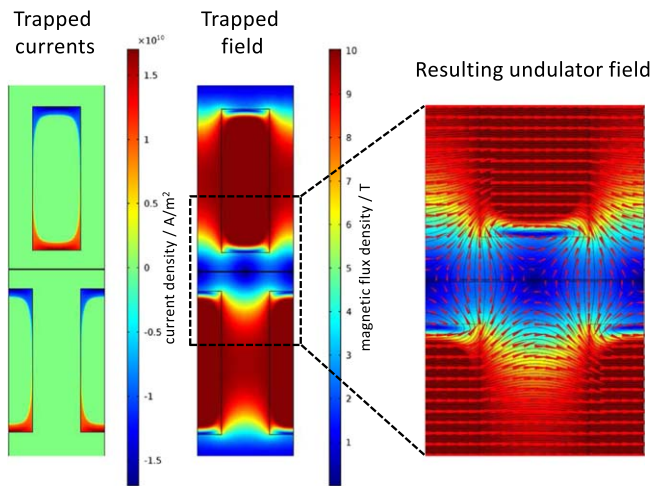 Trapped
currents
Trapped
field
Resulting undulator field
×10¹⁰
1.5
1
0.5
0
-0.5
-1
-1.5
current density / A/m²
10
9
8
7
6
5
4
3
2
1
magnetic flux density / T